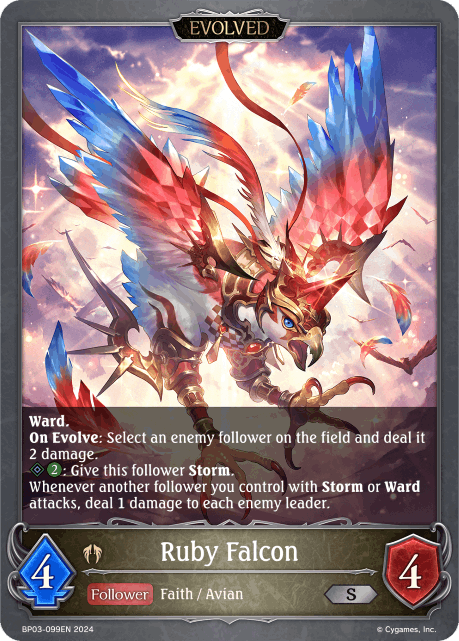 EVOLVED
Ward.
On Evolve: Select an enemy follower on the field and deal it
2 damage.
2: Give this follower Storm.
Whenever another follower you control with Storm or Ward
attacks, deal 1 damage to each enemy leader.
Ruby Falcon
4
Follower Faith / Avian
S
4
BP03-099EN 2024
© Cygames, Inc.